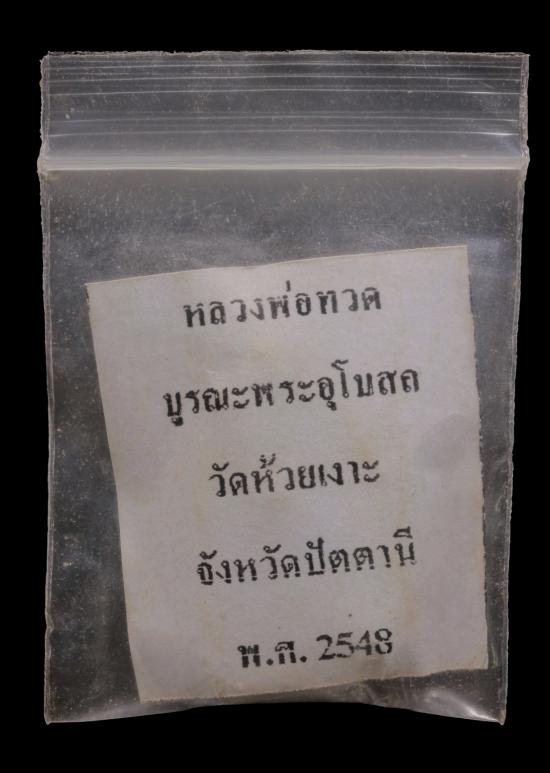 หลวงพ่อทวด
บูรณะพระอุโบสถ
วัดห้วยเงาะ
จังหวัดปัตตานี
พ.ศ. 2548